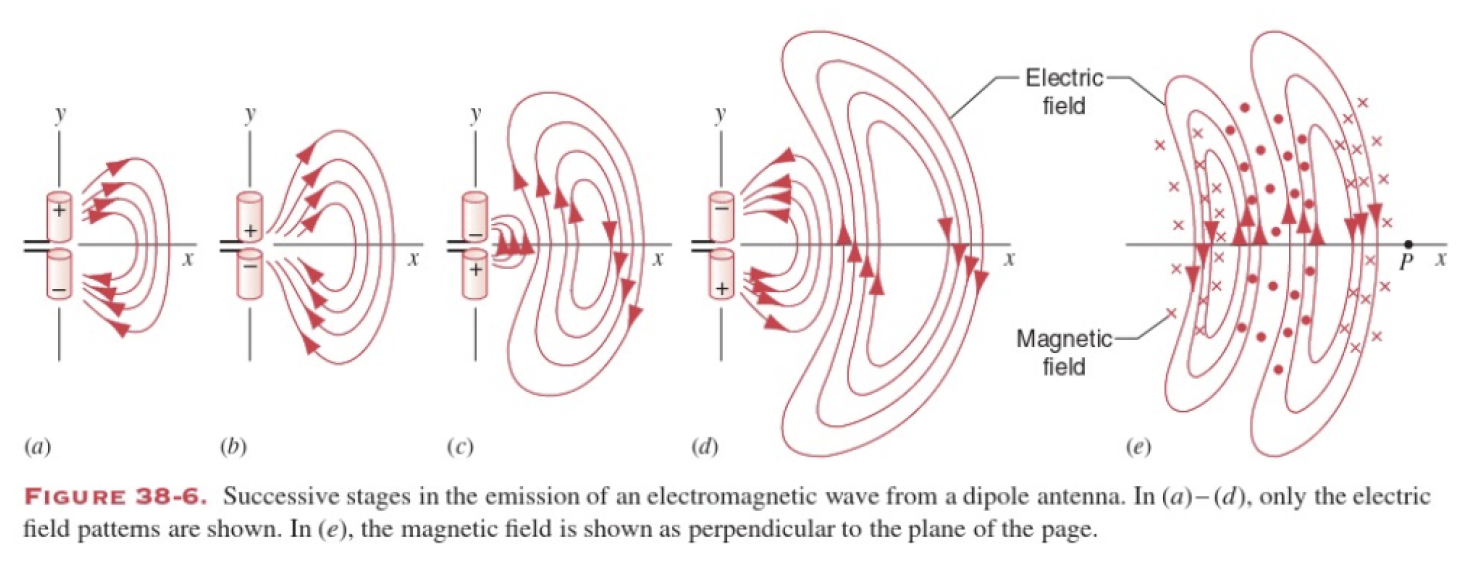 Electric
field
y
y
y
y
+
−
x
+
−
x
−
+
x
−
+
x
P
x
Magnetic
field
(a)
(b)
(c)
(d)
(e)
FIGURE 38-6. Successive stages in the emission of an electromagnetic wave from a dipole antenna. In (a)–(d), only the electric
field patterns are shown. In (e), the magnetic field is shown as perpendicular to the plane of the page.